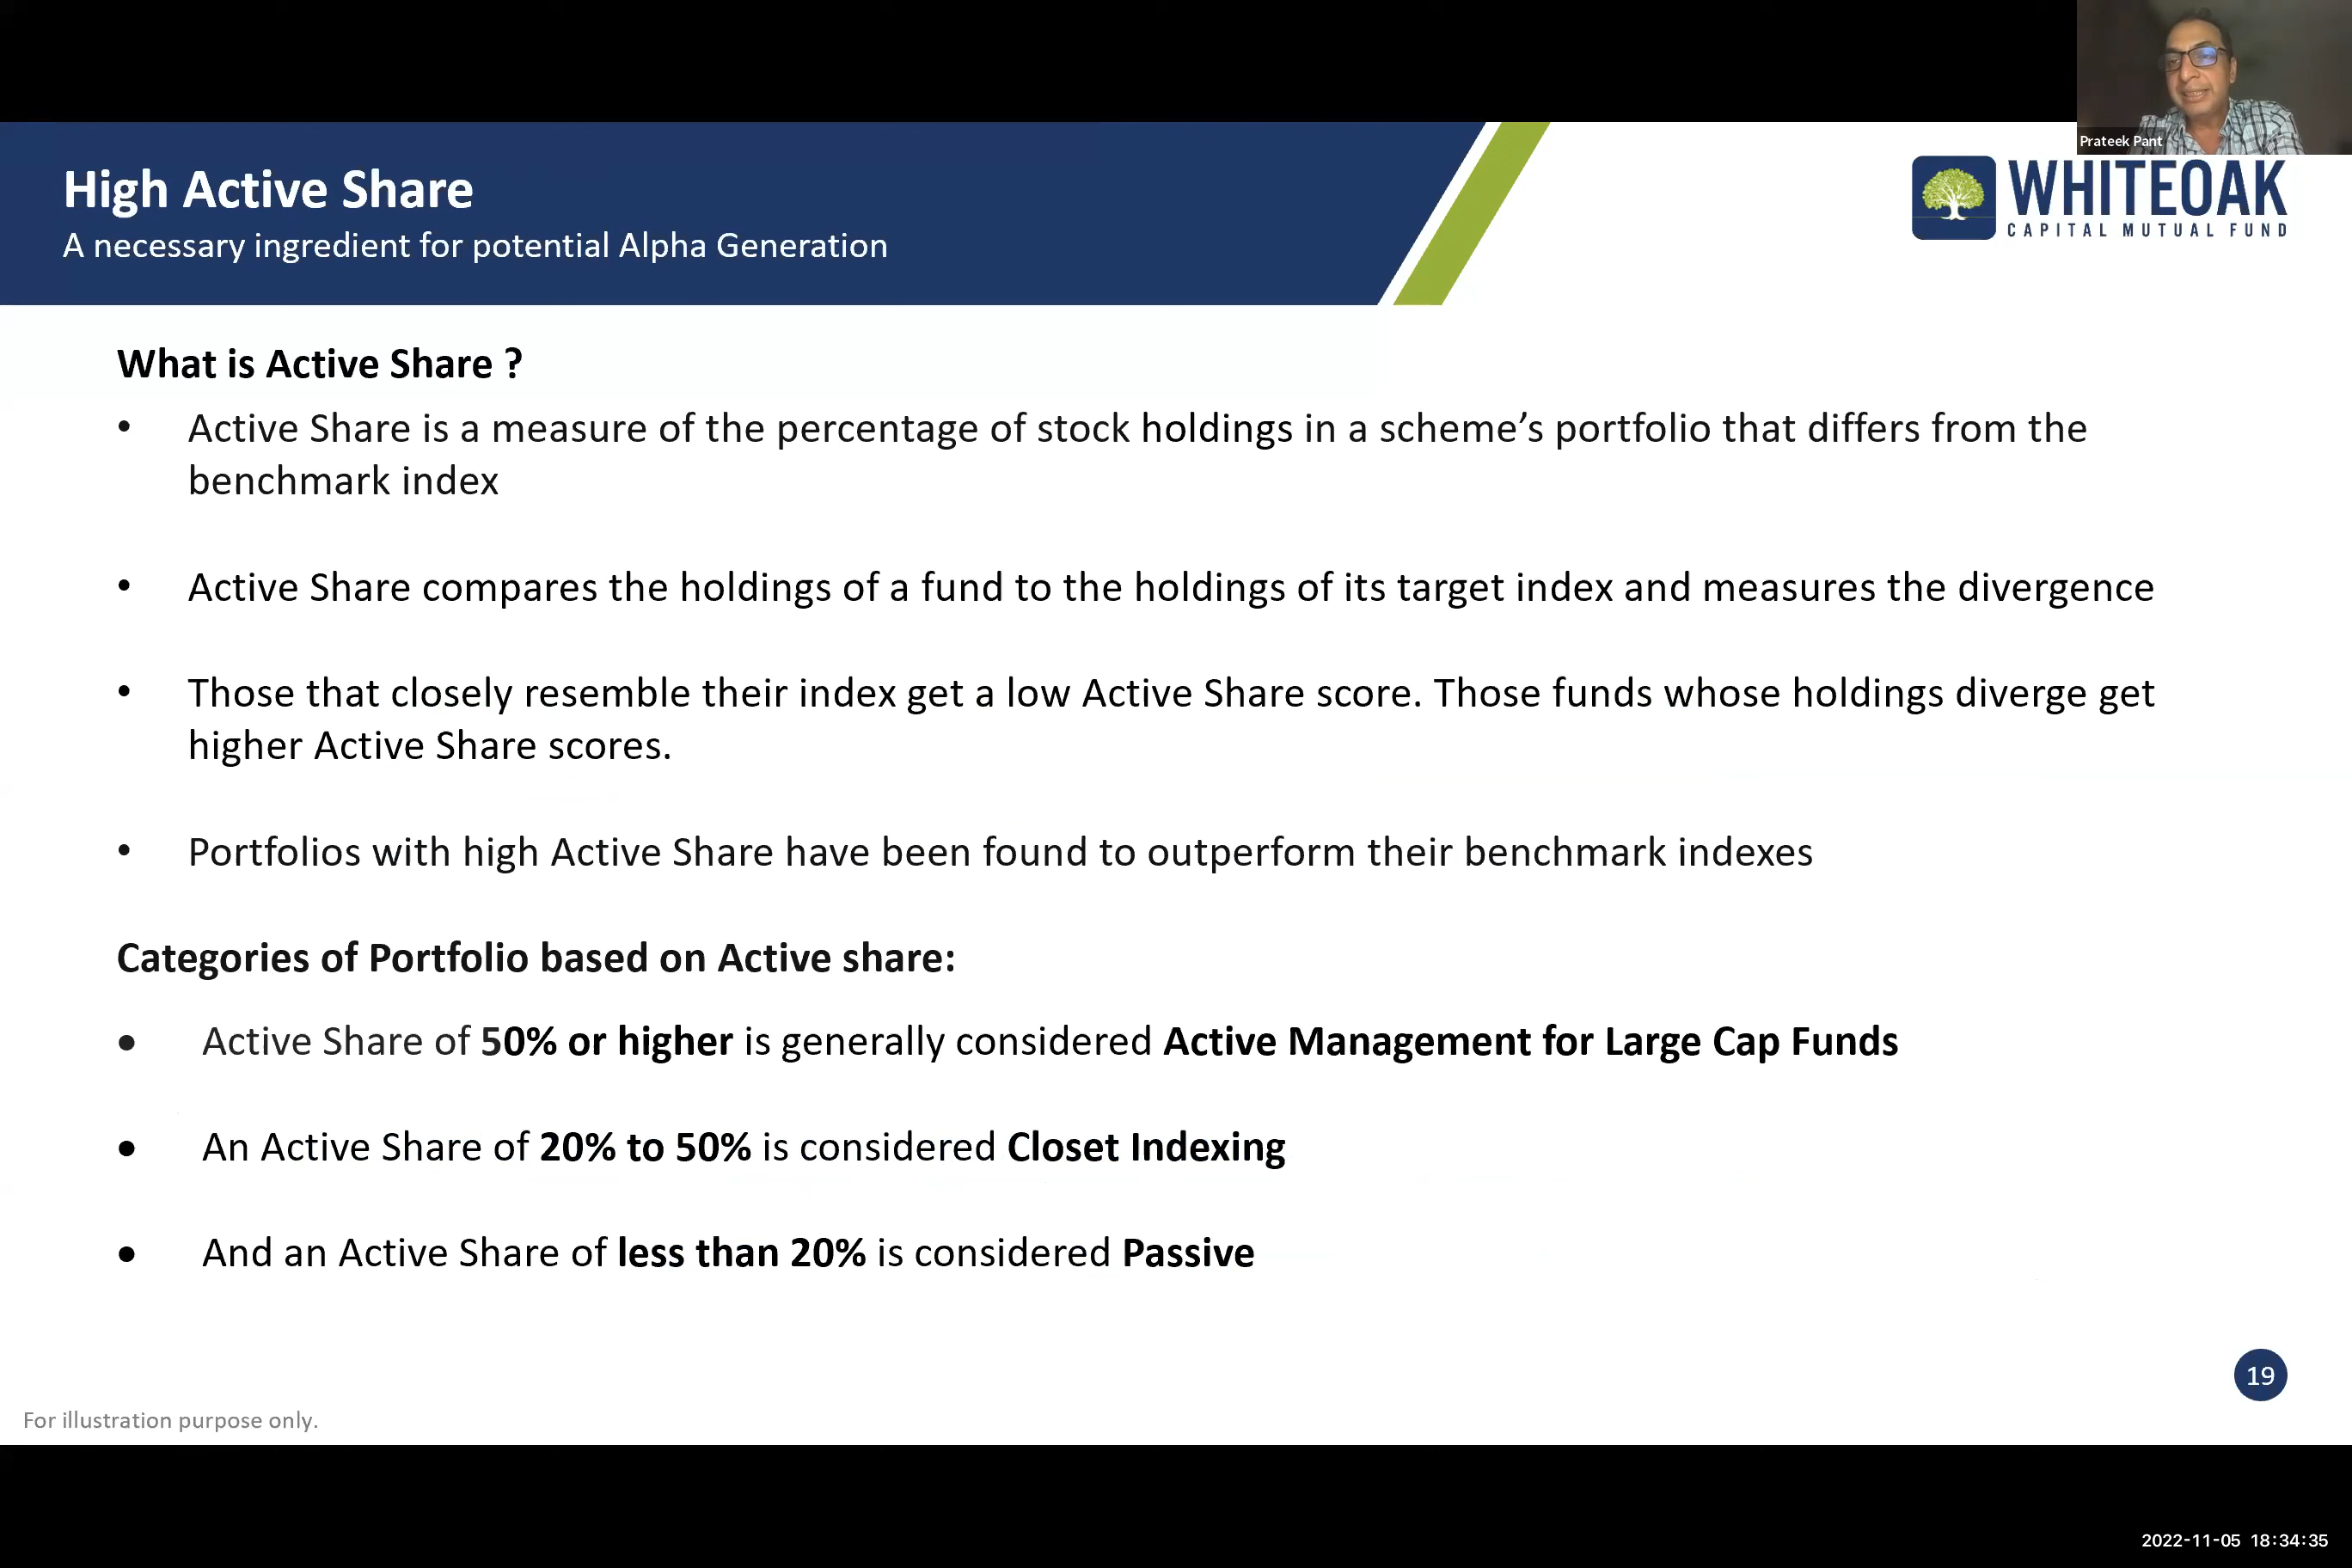 Prateek Pant
High Active Share
A necessary ingredient for potential Alpha Generation
WHITEOAK
CAPITAL MUTUAL FUND
What is Active Share ?
• Active Share is a measure of the percentage of stock holdings in a scheme’s portfolio that differs from the
benchmark index
• Active Share compares the holdings of a fund to the holdings of its target index and measures the divergence
• Those that closely resemble their index get a low Active Share score. Those funds whose holdings diverge get
higher Active Share scores.
• Portfolios with high Active Share have been found to outperform their benchmark indexes
Categories of Portfolio based on Active share:
• Active Share of 50% or higher is generally considered Active Management for Large Cap Funds
• An Active Share of 20% to 50% is considered Closet Indexing
• And an Active Share of less than 20% is considered Passive
19
For illustration purpose only.
2022-11-05 18:34:35